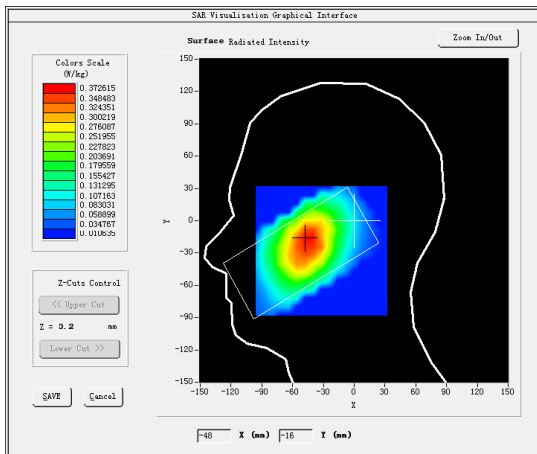 SAR Visualisation Graphical Interface
Surface Radiated Intensity
Zoom In/Out
Colors Scale
(W/kg)
0.372615
0.348483
0.324351
0.300219
0.276087
0.251955
0.227823
0.203691
0.179559
0.155427
0.131295
0.107163
0.083031
0.058899
0.034767
0.010635
Z-Cuts Control
<< Upper Cut
Z = 0.2 mm
Lower Cut >>
SAVE
Cancel
150
120
90
60
30
0
-30
-60
-90
-120
-150
Y
-150 -120 -90 -60 -30 0 30 60 90 120 150
X
-48 X (mm) -16 Y (mm)